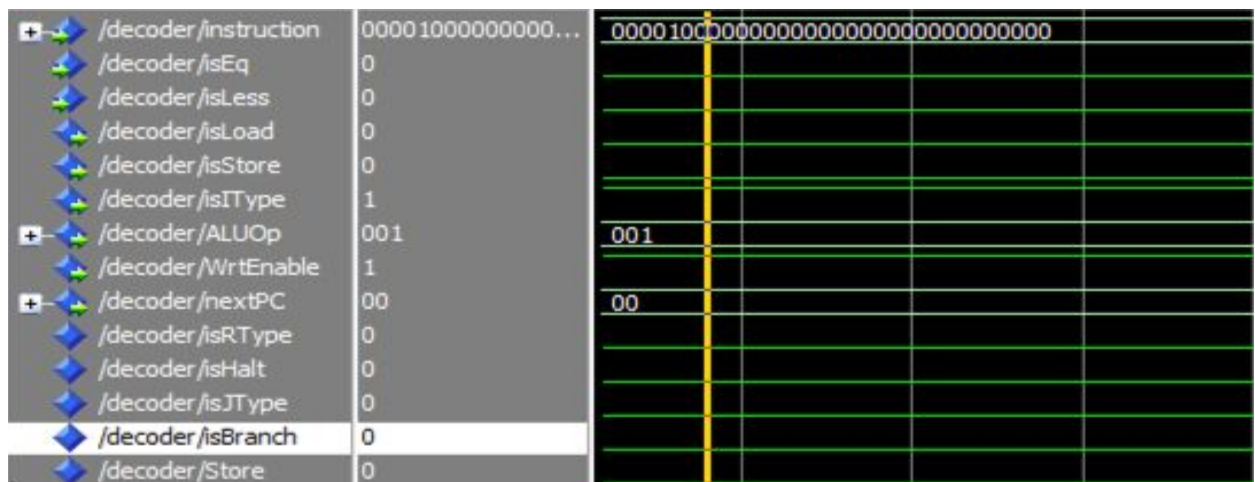 /decoder/instruction 00001000000000... 00001000000000000000000000000000
/decoder/isEq 0
/decoder/isLess 0
/decoder/isLoad 0
/decoder/isStore 0
/decoder/isIType 1
/decoder/ALUOp 001 001
/decoder/WrtEnable 1
/decoder/nextPC 00 00
/decoder/isRType 0
/decoder/isHalt 0
/decoder/isJType 0
/decoder/isBranch 0
/decoder/Store 0